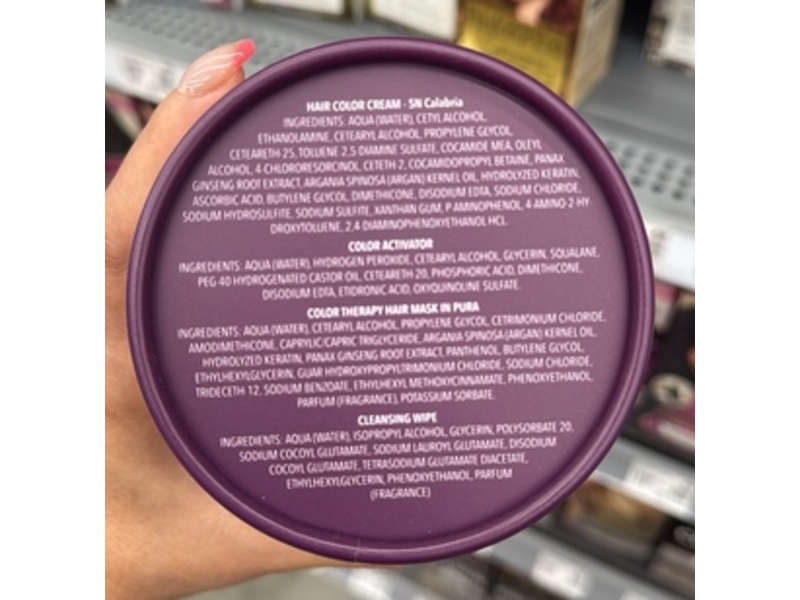 HAIR COLOR CREAM - 5N Calabria
INGREDIENTS: AQUA (WATER), CETYL ALCOHOL,
ETHANOLAMINE, CETEARYL ALCOHOL, PROPYLENE GLYCOL,
CETEARETH-25, TOLUENE 2,5 DIAMINE SULFATE, COCAMIDE MEA, OLEYL
ALCOHOL, 4-CHLORORESORCINOL, CETETH-2, COCAMIDOPROPYL BETAINE, PANAX
GINSENG ROOT EXTRACT, ARGANIA SPINOSA (ARGAN) KERNEL OIL, HYDROLYZED KERATIN,
ASCORBIC ACID, BUTYLENE GLYCOL, DIMETHICONE, DISODIUM EDTA, SODIUM CHLORIDE,
SODIUM HYDROSULFITE, SODIUM SULFITE, XANTHAN GUM, P-AMINOPHENOL, 4-AMINO-2-HY-
DROXYTOLUENE, 2,4-DIAMINOPHENOXYETHANOL HCL.
COLOR ACTIVATOR
INGREDIENTS: AQUA (WATER), HYDROGEN PEROXIDE, CETEARYL ALCOHOL, GLYCERIN, SQUALANE,
PEG-40 HYDROGENATED CASTOR OIL, CETEARETH-20, PHOSPHORIC ACID, DIMETHICONE,
DISODIUM EDTA, ETIDRONIC ACID, OXYQUINOLINE SULFATE.
COLOR THERAPY HAIR MASK IN PURA
INGREDIENTS: AQUA (WATER), CETEARYL ALCOHOL, PROPYLENE GLYCOL, CETRIMONIUM CHLORIDE,
AMODIMETHICONE, CAPRYLIC/CAPRIC TRIGLYCERIDE, ARGANIA SPINOSA (ARGAN) KERNEL OIL,
HYDROLYZED KERATIN, PANAX GINSENG ROOT EXTRACT, PANTHENOL, BUTYLENE GLYCOL,
ETHYLHEXYLGLYCERIN, GUAR HYDROXYPROPYLTRIMONIUM CHLORIDE, SODIUM CHLORIDE,
TRIDECETH-12, SODIUM BENZOATE, ETHYLHEXYL METHOXYCINNAMATE, PHENOXYETHANOL,
PARFUM (FRAGRANCE), POTASSIUM SORBATE.
CLEANSING WIPE
INGREDIENTS: AQUA (WATER), ISOPROPYL ALCOHOL, GLYCERIN, POLYSORBATE 20,
SODIUM COCOYL GLUTAMATE, SODIUM LAUROYL GLUTAMATE, DISODIUM
COCOYL GLUTAMATE, TETRASODIUM GLUTAMATE DIACETATE,
ETHYLHEXYLGLYCERIN, PHENOXYETHANOL, PARFUM
(FRAGRANCE)